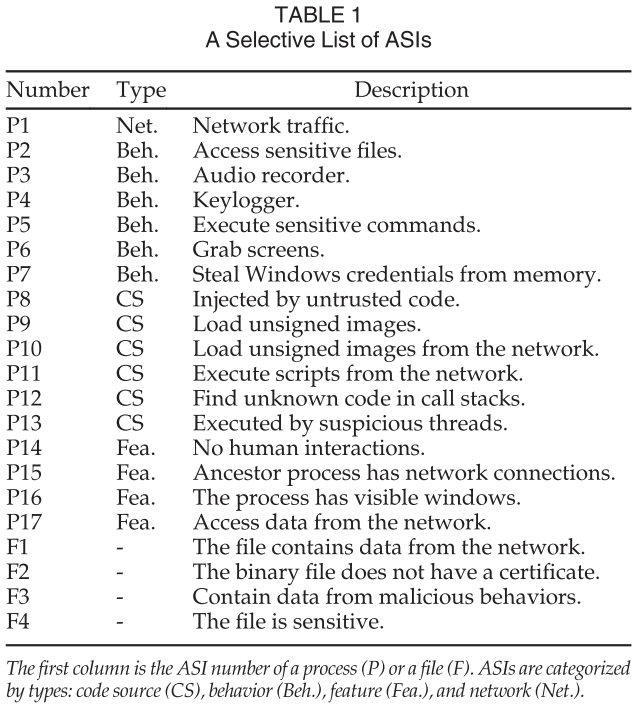 TABLE 1
A Selective List of ASIs
Number Type Description
P1 Net. Network traffic.
P2 Beh. Access sensitive files.
P3 Beh. Audio recorder.
P4 Beh. Keylogger.
P5 Beh. Execute sensitive commands.
P6 Beh. Grab screens.
P7 Beh. Steal Windows credentials from memory.
P8 CS Injected by untrusted code.
P9 CS Load unsigned images.
P10 CS Load unsigned images from the network.
P11 CS Execute scripts from the network.
P12 CS Find unknown code in call stacks.
P13 CS Executed by suspicious threads.
P14 Fea. No human interactions.
P15 Fea. Ancestor process has network connections.
P16 Fea. The process has visible windows.
P17 Fea. Access data from the network.
F1 - The file contains data from the network.
F2 - The binary file does not have a certificate.
F3 - Contain data from malicious behaviors.
F4 - The file is sensitive.
The first column is the ASI number of a process (P) or a file (F). ASIs are categorized
by types: code source (CS), behavior (Beh.), feature (Fea.), and network (Net.).